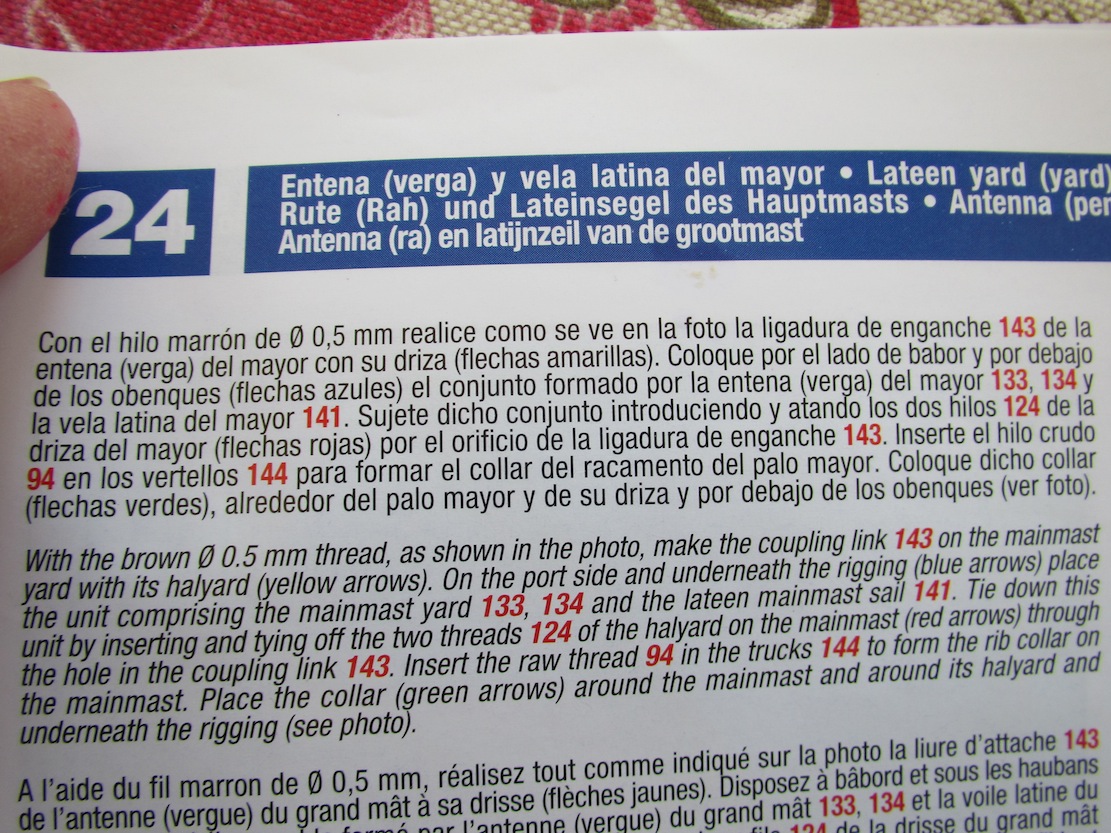 24
Entena (verga) y vela latina del mayor • Lateen yard (yard)
Rute (Rah) und Lateinsegel des Hauptmasts • Antenna (per
Antenna (ra) en latijnzeil van de grootmast
Con el hilo marrón de Ø 0,5 mm realice como se ve en la foto la ligadura de enganche 143 de la
entena (verga) del mayor con su driza (flechas amarillas). Coloque por el lado de babor y por debajo
de los obenques (flechas azules) el conjunto formado por la entena (verga) del mayor 133, 134 y
la vela latina del mayor 141. Sujete dicho conjunto introduciendo y atando los dos hilos 124 de la
driza del mayor (flechas rojas) por el orificio de la ligadura de enganche 143. Inserte el hilo crudo
94 en los vertellos 144 para formar el collar del racamento del palo mayor. Coloque dicho collar
(flechas verdes), alrededor del palo mayor y de su driza y por debajo de los obenques (ver foto).
With the brown Ø 0.5 mm thread, as shown in the photo, make the coupling link 143 on the mainmast
yard with its halyard (yellow arrows). On the port side and underneath the rigging (blue arrows) place
the unit comprising the mainmast yard 133, 134 and the lateen mainmast sail 141. Tie down this
unit by inserting and tying off the two threads 124 of the halyard on the mainmast (red arrows) through
the hole in the coupling link 143. Insert the raw thread 94 in the trucks 144 to form the rib collar on
the mainmast. Place the collar (green arrows) around the mainmast and around its halyard and
underneath the rigging (see photo).
A l'aide du fil marron de Ø 0,5 mm, réalisez tout comme indiqué sur la photo la liure d'attache 143
de l'antenne (vergue) du grand mât à sa drisse (flèches jaunes). Disposez à bâbord et sous les haubans
formé par l'antenne (vergue) du grand mât 133, 134 et la voile latine du
124 de la drisse du grand mât